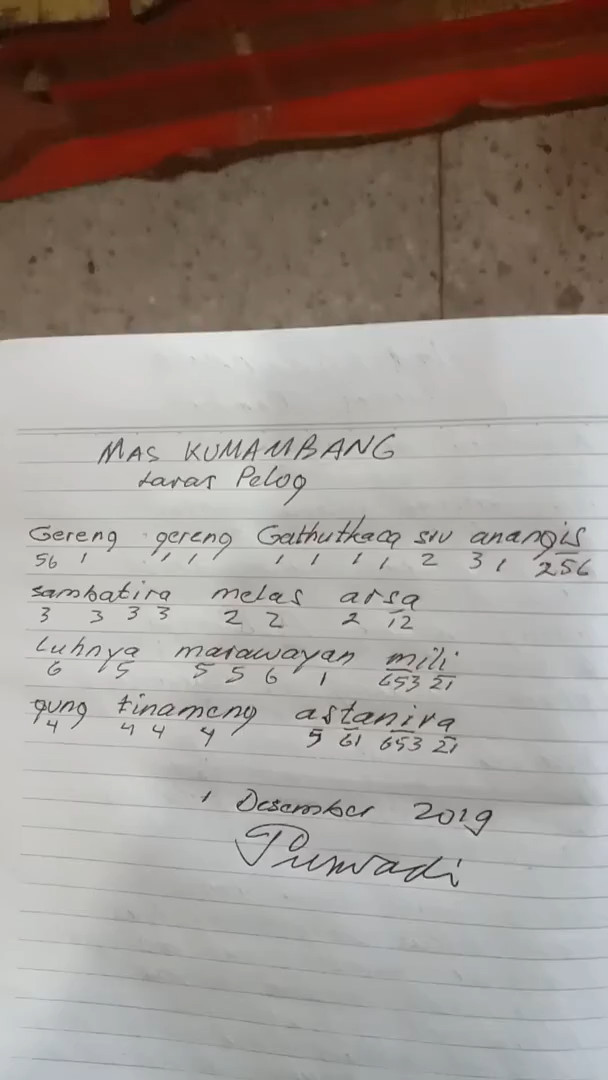 MAS KUMAMBANG
Laras Pelog
Gereng gereng Gathutkaca sru anangis
56 1 1 1 1 1 1 1 2 3 1 256
sambatira melas arsa
3 3 3 3 2 2 2 12
Luhnya marawayan mili
6 5 5 5 6 1 653 21
gung tinameng astanira
4 4 4 4 5 61 653 21
1 Desember 2019
Purwadi